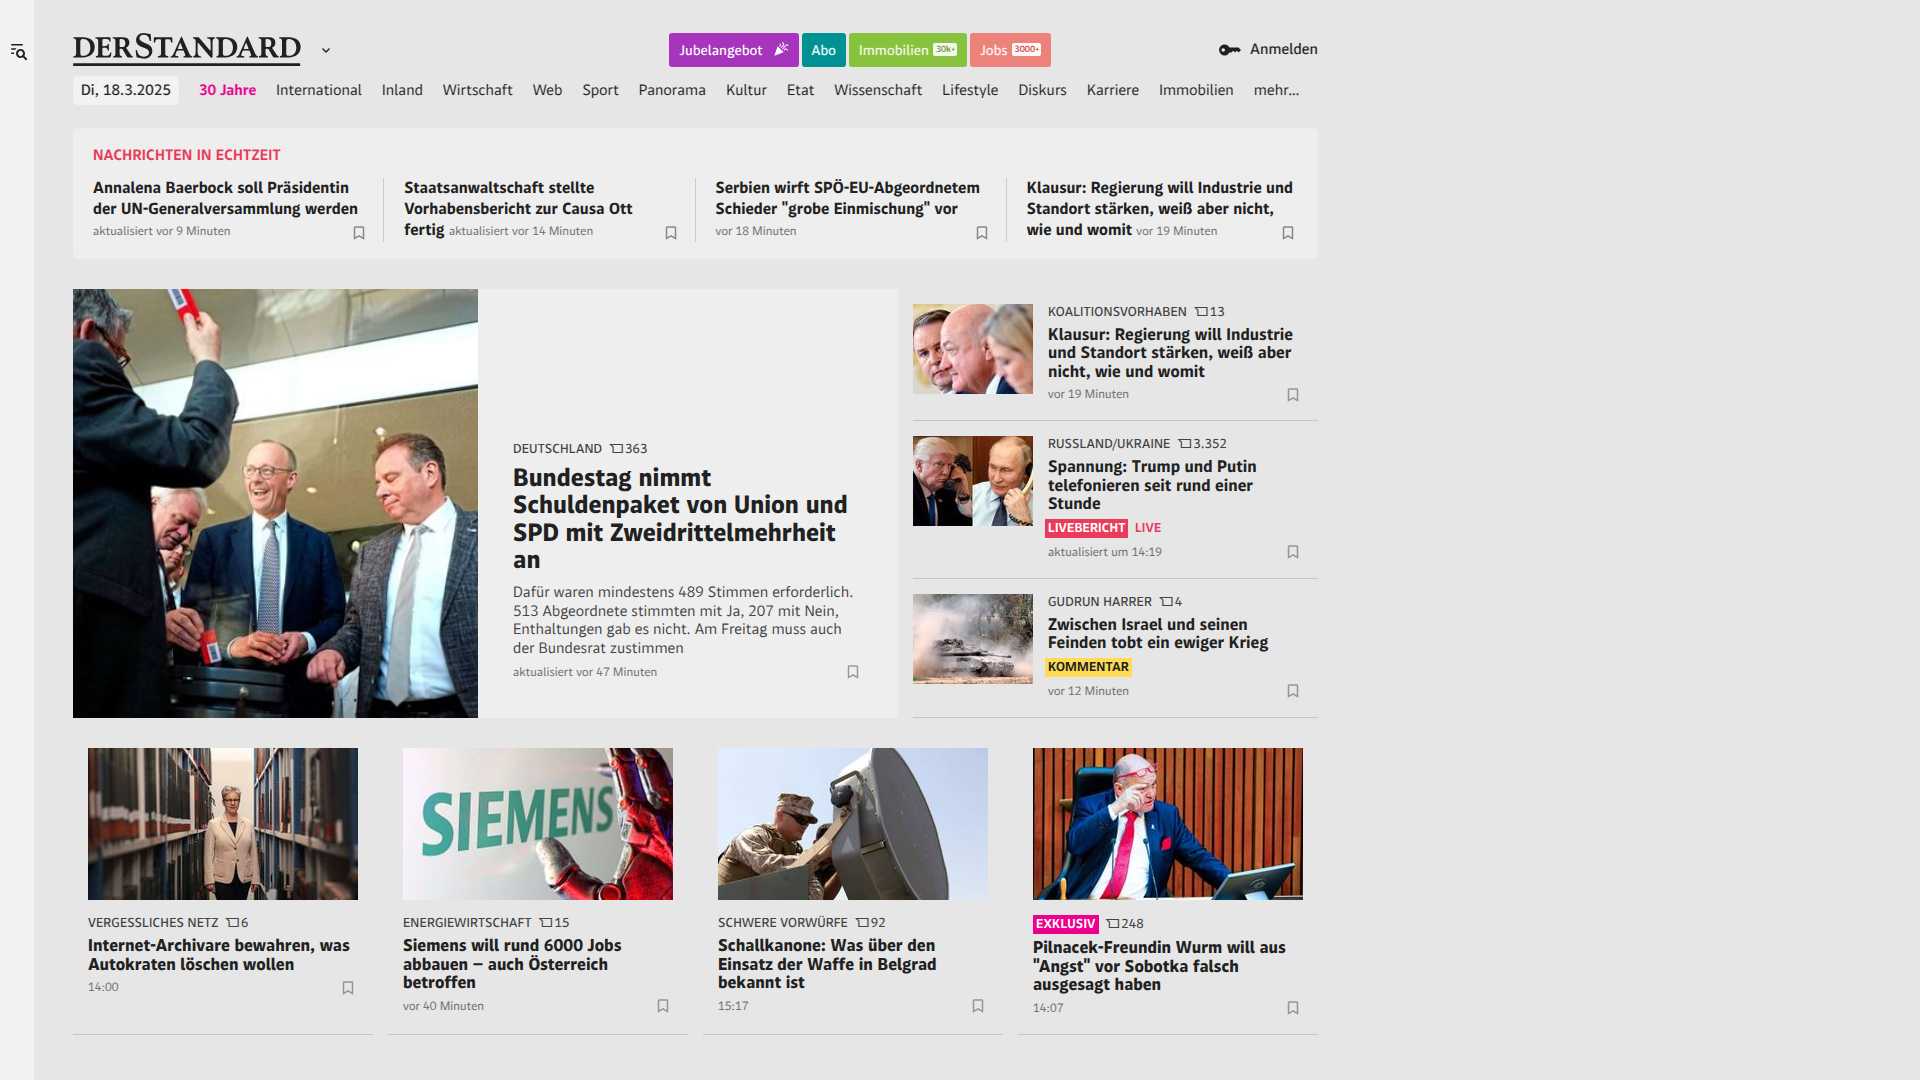 DERSTANDARD
Jubelangebot
Abo
Immobilien 30k+
Jobs 3000+
Anmelden
Di, 18.3.2025
30 Jahre
International
Inland
Wirtschaft
Web
Sport
Panorama
Kultur
Etat
Wissenschaft
Lifestyle
Diskurs
Karriere
Immobilien
mehr...
NACHRICHTEN IN ECHTZEIT
Annalena Baerbock soll Präsidentin
der UN-Generalversammlung werden
aktualisiert vor 9 Minuten
Staatsanwaltschaft stellte
Vorhabensbericht zur Causa Ott
fertig aktualisiert vor 14 Minuten
Serbien wirft SPÖ-EU-Abgeordnetem
Schieder "grobe Einmischung" vor
vor 18 Minuten
Klausur: Regierung will Industrie und
Standort stärken, weiß aber nicht,
wie und womit vor 19 Minuten
DEUTSCHLAND 363
Bundestag nimmt
Schuldenpaket von Union und
SPD mit Zweidrittelmehrheit
an
Dafür waren mindestens 489 Stimmen erforderlich.
513 Abgeordnete stimmten mit Ja, 207 mit Nein,
Enthaltungen gab es nicht. Am Freitag muss auch
der Bundesrat zustimmen
aktualisiert vor 47 Minuten
KOALITIONSVORHABEN 13
Klausur: Regierung will Industrie
und Standort stärken, weiß aber
nicht, wie und womit
vor 19 Minuten
RUSSLAND/UKRAINE 3.352
Spannung: Trump und Putin
telefonieren seit rund einer
Stunde
LIVEBERICHT LIVE
aktualisiert um 14:19
GUDRUN HARRER 4
Zwischen Israel und seinen
Feinden tobt ein ewiger Krieg
KOMMENTAR
vor 12 Minuten
VERGESSLICHES NETZ 6
Internet-Archivare bewahren, was
Autokraten löschen wollen
14:00
SIEMENS
ENERGIEWIRTSCHAFT 15
Siemens will rund 6000 Jobs
abbauen – auch Österreich
betroffen
vor 40 Minuten
SCHWERE VORWÜRFE 92
Schallkanone: Was über den
Einsatz der Waffe in Belgrad
bekannt ist
15:17
EXKLUSIV 248
Pilnacek-Freundin Wurm will aus
"Angst" vor Sobotka falsch
ausgesagt haben
14:07